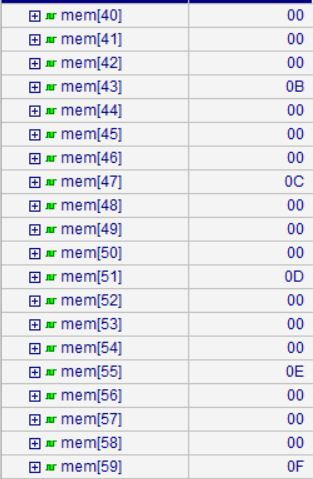 mem[40] 00
mem[41] 00
mem[42] 00
mem[43] 0B
mem[44] 00
mem[45] 00
mem[46] 00
mem[47] 0C
mem[48] 00
mem[49] 00
mem[50] 00
mem[51] 0D
mem[52] 00
mem[53] 00
mem[54] 00
mem[55] 0E
mem[56] 00
mem[57] 00
mem[58] 00
mem[59] 0F